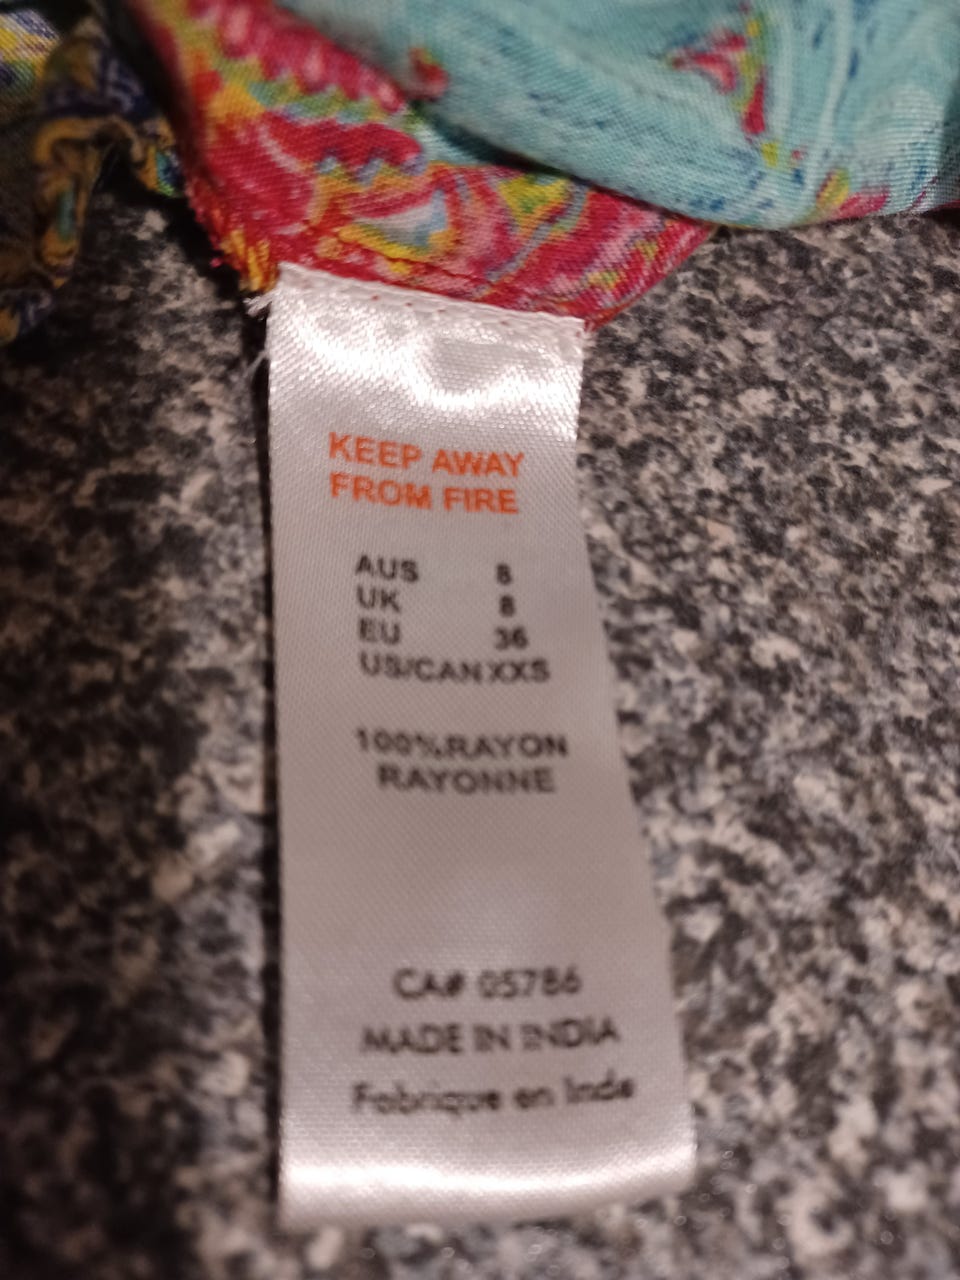 KEEP AWAY
FROM FIRE
AUS 8
UK 8
EU 36
US/CAN XXS
100%RAYON
RAYONNE
CA# 05786
MADE IN INDIA
Fabrique en Inde